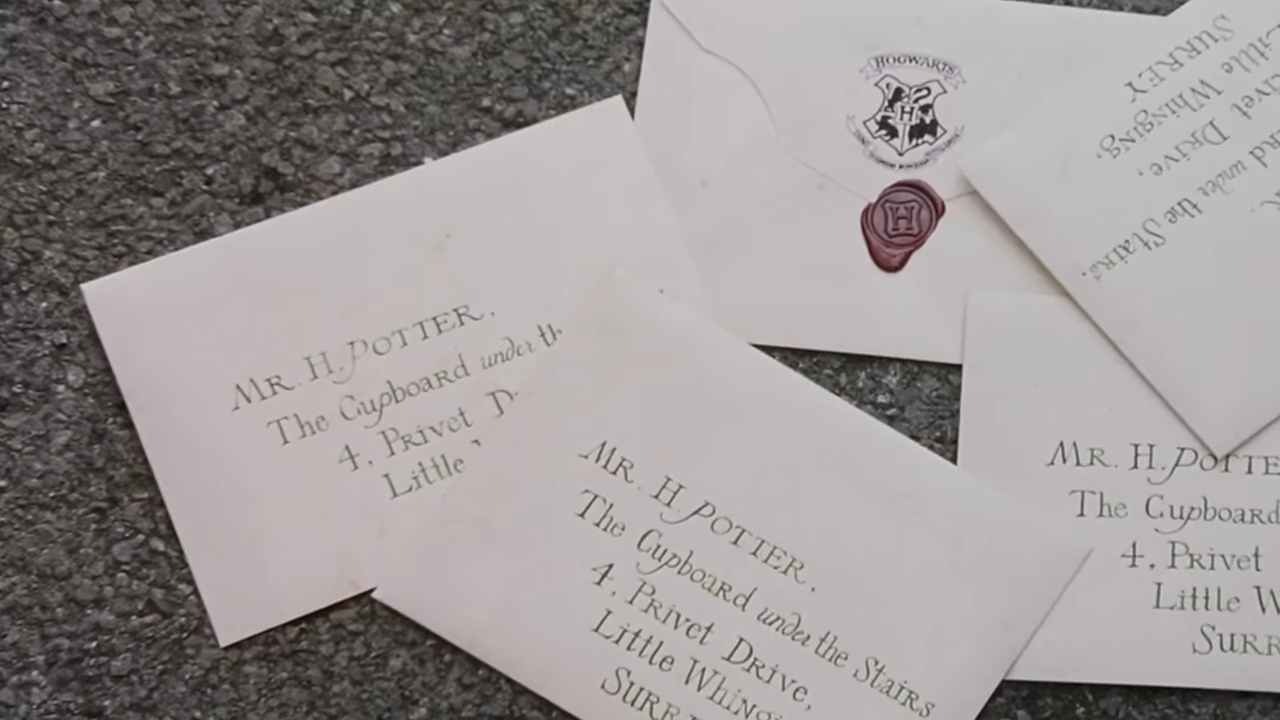 HOGWARTS
H
H
MR. H. POTTER,
The Cupboard under
4, Privet
Little
MR. H. POTTER,
The Cupboard under the Stairs
4, Privet Drive,
Little
MR. H.
The Cupboard
4, Privet
Little
under the Stairs,
Drive,
Little Whinging,
SURREY